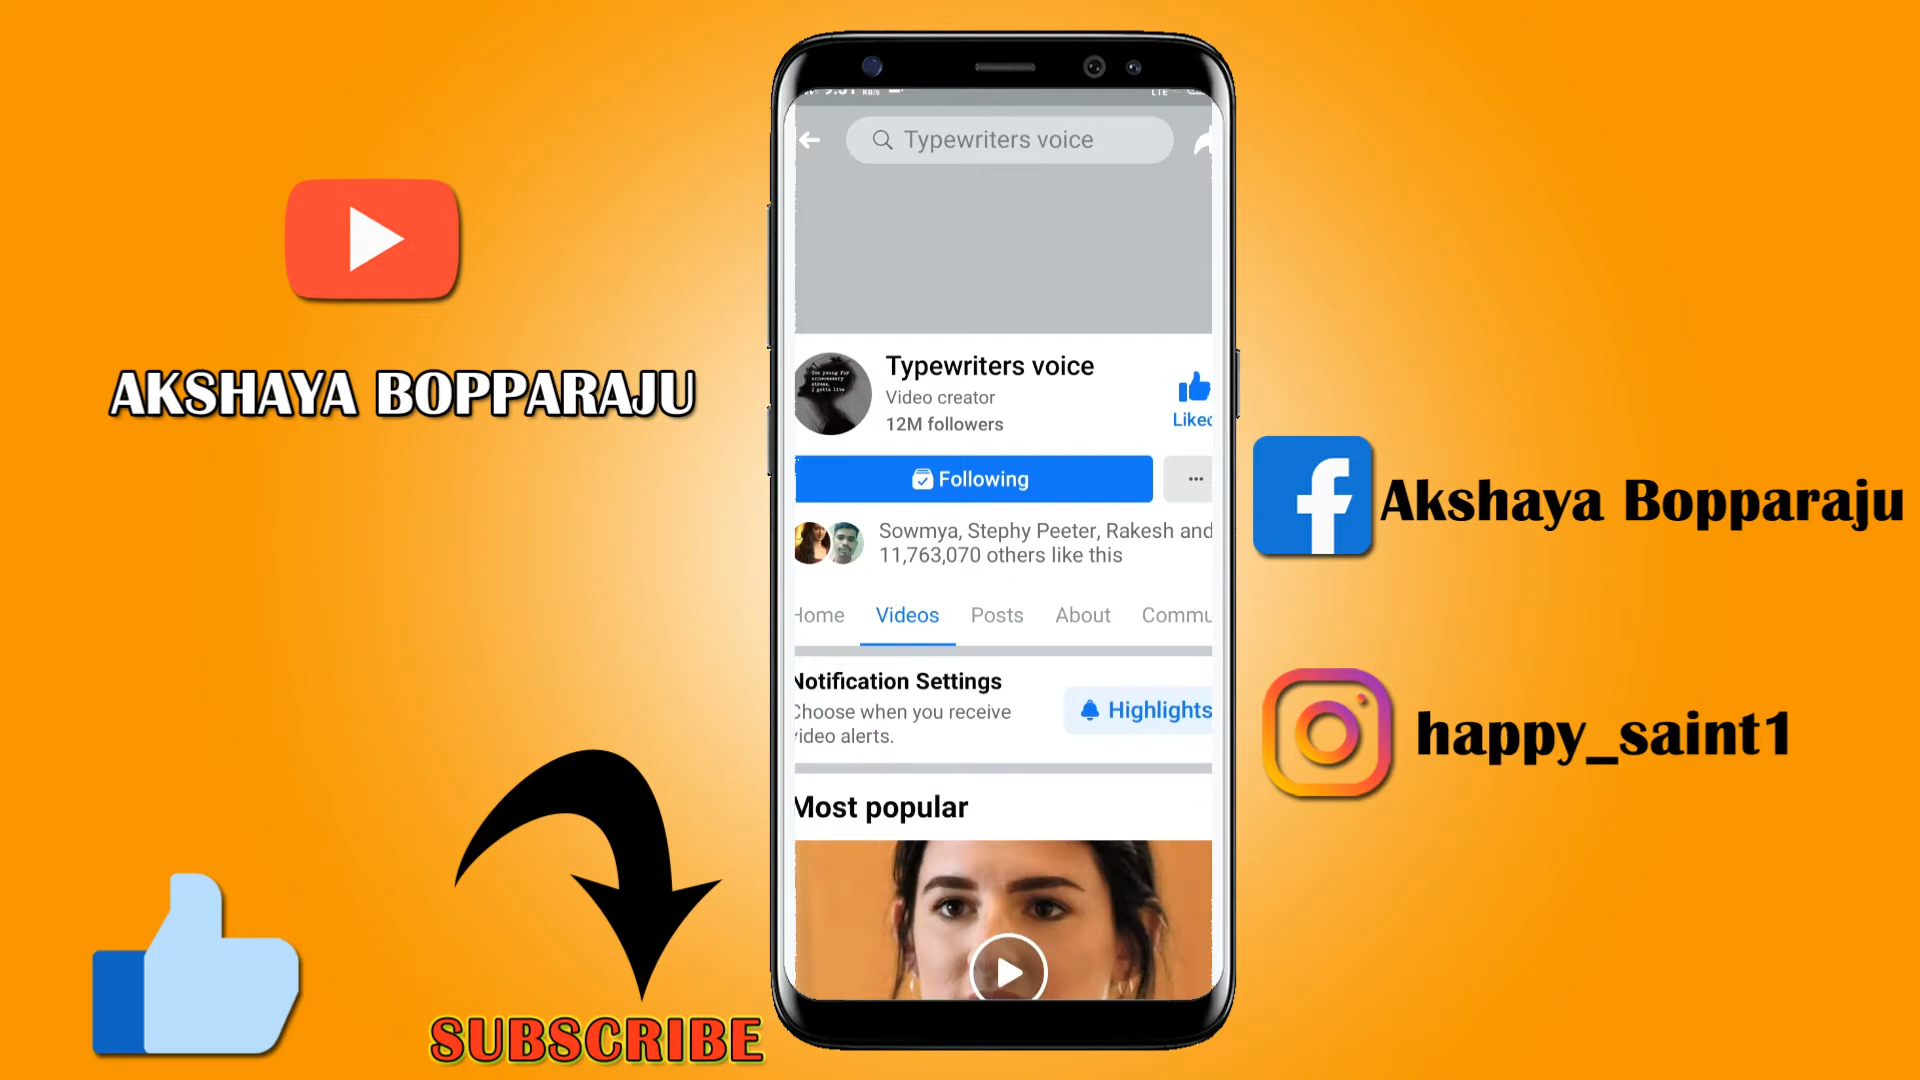 AKSHAYA BOPPARAJU
SUBSCRIBE
LTE
Typewriters voice
Typewriters voice
Video creator
12M followers
Liked
Following
Sowmya, Stephy Peeter, Rakesh and
11,763,070 others like this
Home Videos Posts About Commu
Notification Settings
Choose when you receive
video alerts.
Highlights
Most popular
Akshaya Bopparaju
happy_saint1